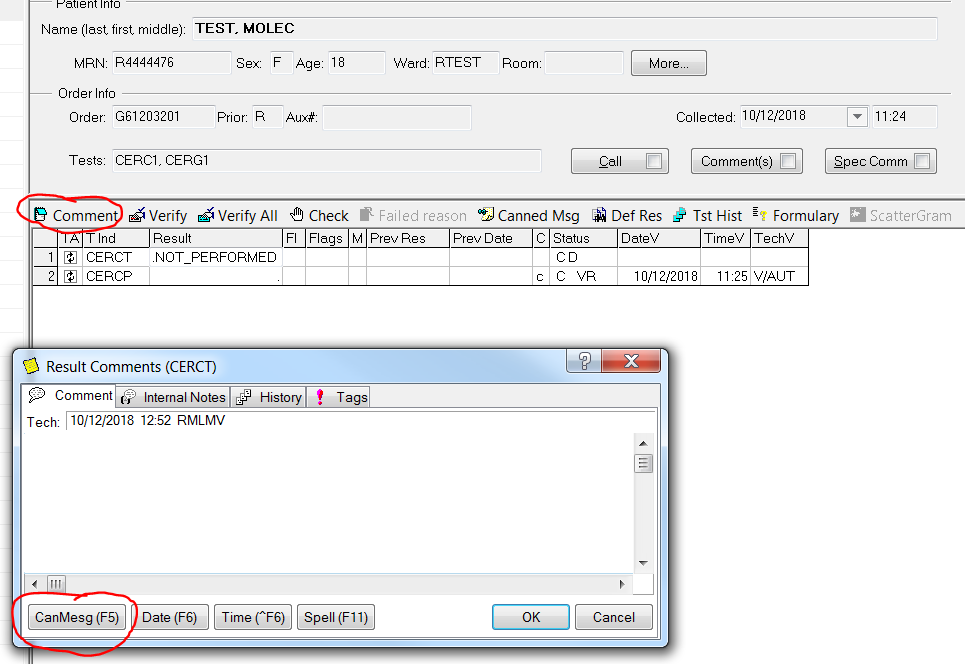 Patient Info
Name (last, first, middle): TEST, MOLEC
MRN: R4444476 Sex: F Age: 18 Ward: RTEST Room: More...
Order Info
Order: G61203201 Prior: R Aux#: Collected: 10/12/2018 11:24
Tests: CERC1, CERG1 Call Comment(s) Spec Comm
Comment Verify Verify All Check Failed reason Canned Msg Def Res Tst Hist Formulary ScatterGram
TA T Ind Result Fl Flags M Prev Res Prev Date C Status DateV TimeV TechV
1 CERCT .NOT_PERFORMED C D
2 CERCP . c C VR 10/12/2018 11:25 V/AUT
Result Comments (CERCT)
Comment Internal Notes History Tags
Tech: 10/12/2018 12:52 RMLMV
CanMesg (F5) Date (F6) Time (^F6) Spell (F11) OK Cancel